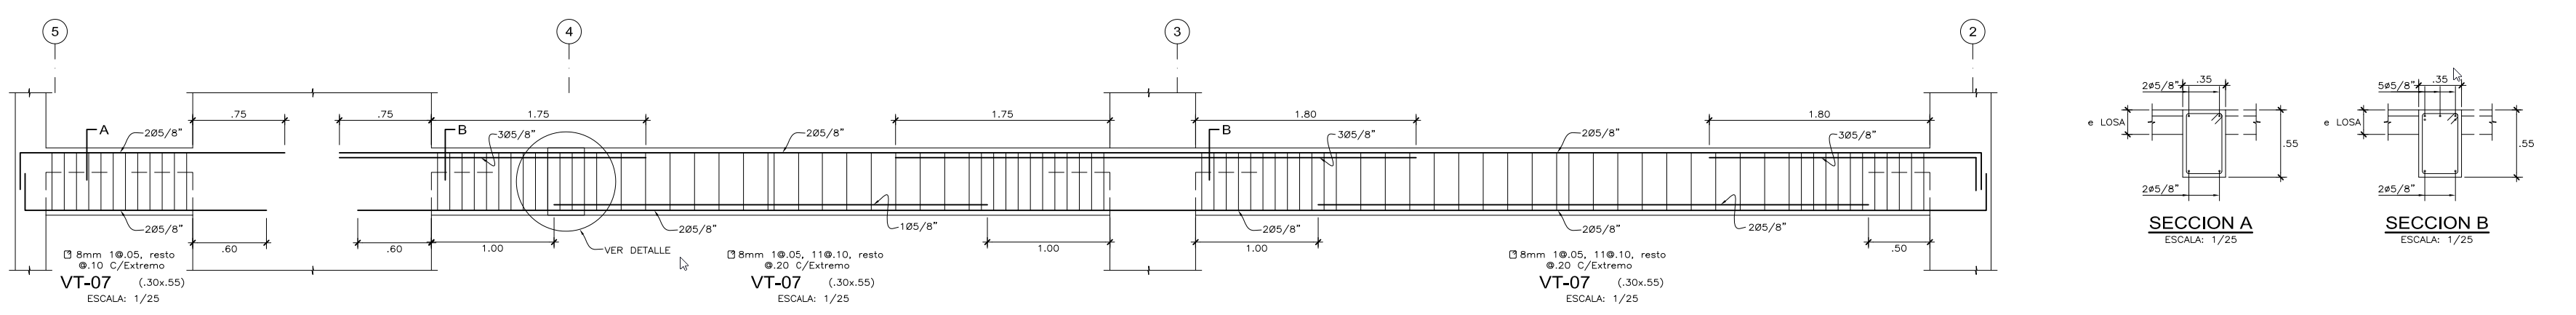 5
4
3
2
.75
.75
1.75
1.75
1.80
1.80
A
2Ø5/8"
B
3Ø5/8"
2Ø5/8"
B
3Ø5/8"
2Ø5/8"
3Ø5/8"
2Ø5/8"
.60
.60
1.00
VER DETALLE
2Ø5/8"
1Ø5/8"
1.00
2Ø5/8"
1.00
2Ø5/8"
2Ø5/8"
.50
8mm 1@.05, resto
@.10 C/Extremo
VT-07 (.30x.55)
ESCALA: 1/25
8mm 1@.05, 11@.10, resto
@.20 C/Extremo
VT-07 (.30x.55)
ESCALA: 1/25
8mm 1@.05, 11@.10, resto
@.20 C/Extremo
VT-07 (.30x.55)
ESCALA: 1/25
2ø5/8"
.35
e LOSA
.55
2ø5/8"
SECCION A
ESCALA: 1/25
5ø5/8"
.35
e LOSA
.55
2ø5/8"
SECCION B
ESCALA: 1/25